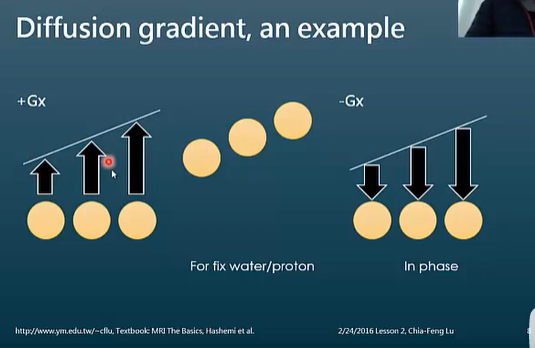 Diffusion gradient, an example
+Gx
-Gx
For fix water/proton
In phase
http://www.ym.edu.tw/~cflu, Textbook: MRI The Basics, Hashemi et al.
2/24/2016 Lesson 2, Chia-Feng Lu